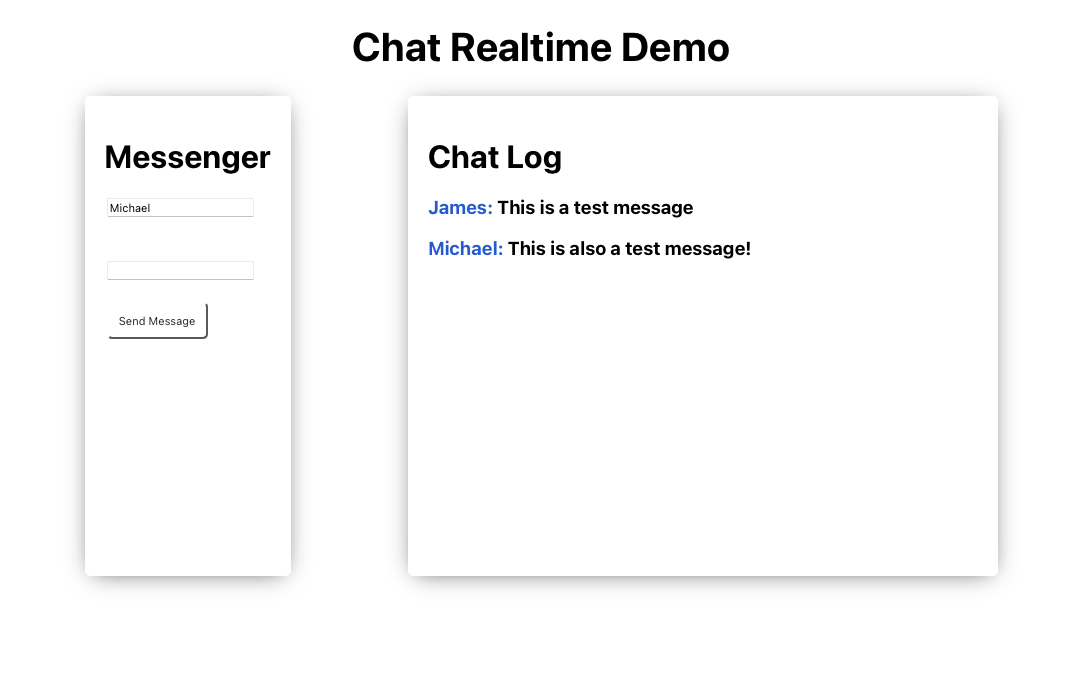 Chat Realtime Demo
Messenger
Michael
Send Message
Chat Log
James: This is a test message
Michael: This is also a test message!